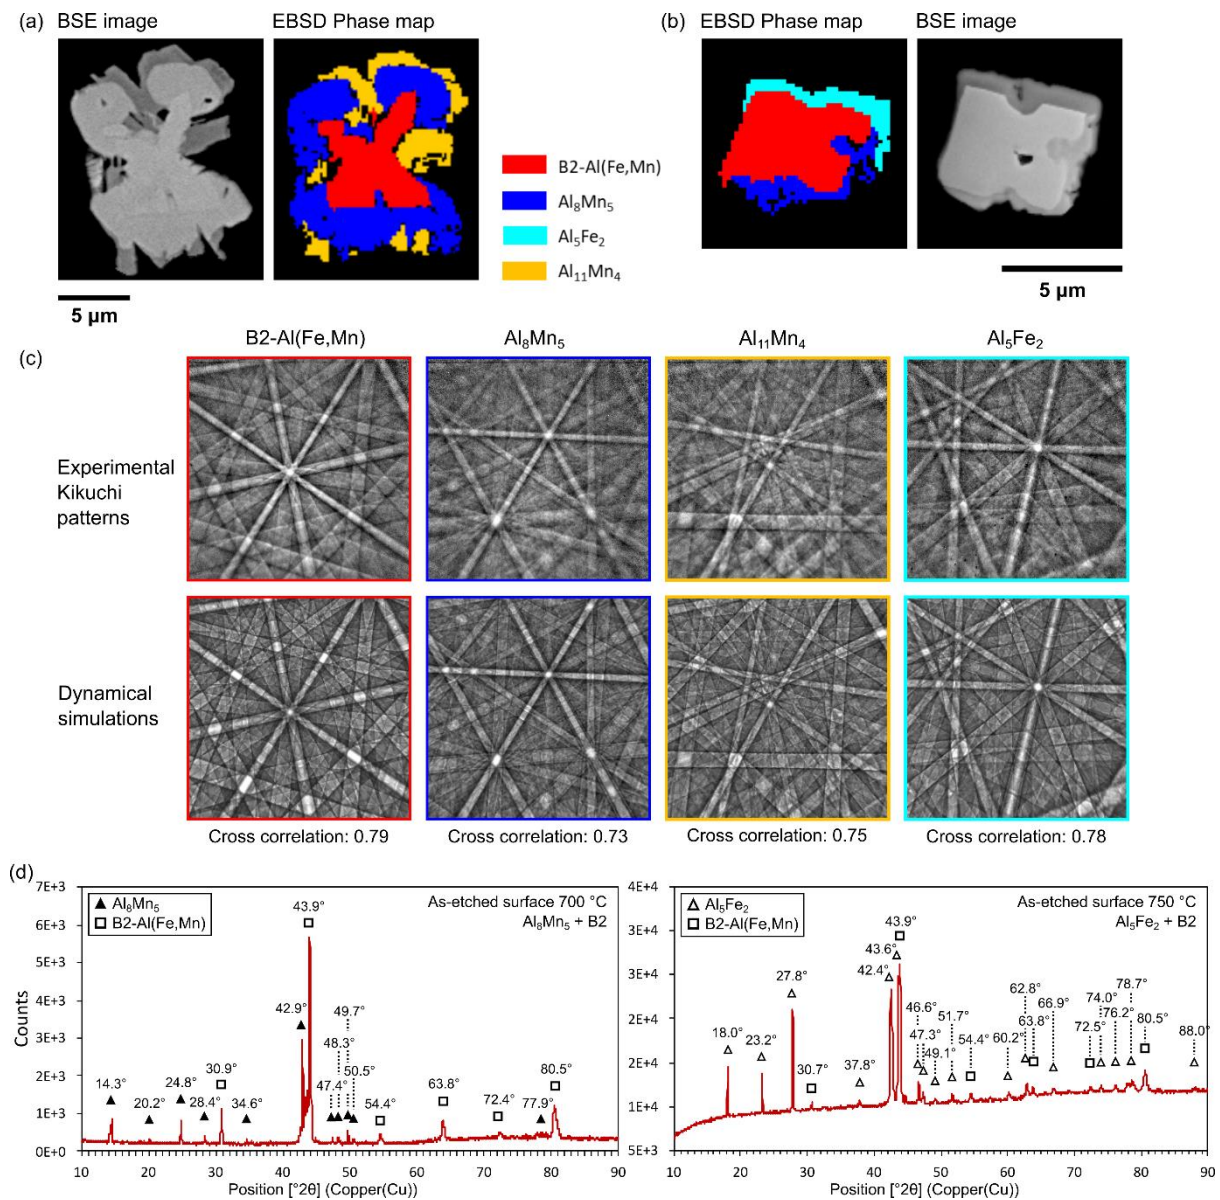 (a) BSE image EBSD Phase map
(b) EBSD Phase map BSE image
B2-Al(Fe,Mn)
Al₈Mn₅
Al₅Fe₂
Al₁₁Mn₄
5 µm
5 µm
(c)
B2-Al(Fe,Mn) Al₈Mn₅ Al₁₁Mn₄ Al₅Fe₂
Experimental
Kikuchi
patterns
Dynamical
simulations
Cross correlation: 0.79 Cross correlation: 0.73 Cross correlation: 0.75 Cross correlation: 0.78
(d)
7E+3
6E+3
5E+3
4E+3
3E+3
2E+3
1E+3
0E+0
Counts
Al₈Mn₅
B2-Al(Fe,Mn)
As-etched surface 700 °C
Al₈Mn₅ + B2
14.3°
20.2°
24.8°
28.4°
30.9°
34.6°
42.9°
43.9°
47.4°
48.3°
49.7°
50.5°
54.4°
63.8°
72.4°
77.9°
80.5°
10 20 30 40 50 60 70 80 90
Position [°2θ] (Copper(Cu))
4E+4
3E+4
3E+4
2E+4
2E+4
1E+4
5E+3
Al₅Fe₂
B2-Al(Fe,Mn)
As-etched surface 750 °C
Al₅Fe₂ + B2
18.0°
23.2°
27.8°
30.7°
37.8°
42.4°
43.6°
43.9°
46.6°
47.3°
49.1°
51.7°
54.4°
60.2°
62.8°
63.8°
66.9°
72.5°
74.0°
76.2°
78.7°
80.5°
88.0°
10 20 30 40 50 60 70 80 90
Position [°2θ] (Copper(Cu))